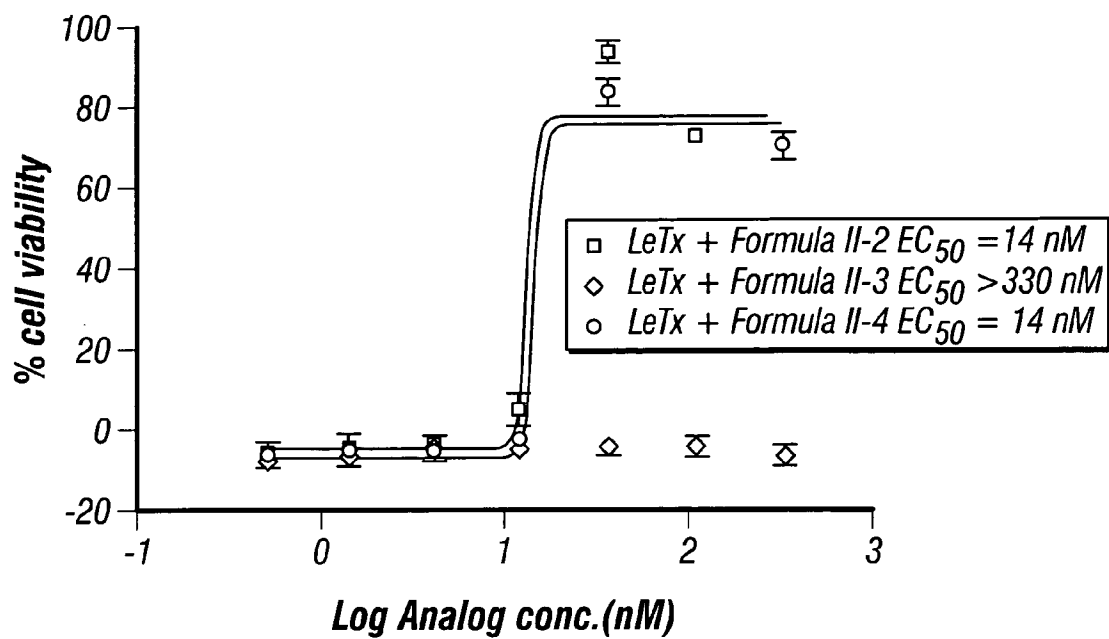 100
80
60
40
20
0
-20
% cell viability
LeTx + Formula II-2 EC50 = 14 nM
LeTx + Formula II-3 EC50 >330 nM
LeTx + Formula II-4 EC50 = 14 nM
-1 0 1 2 3
Log Analog conc.(nM)